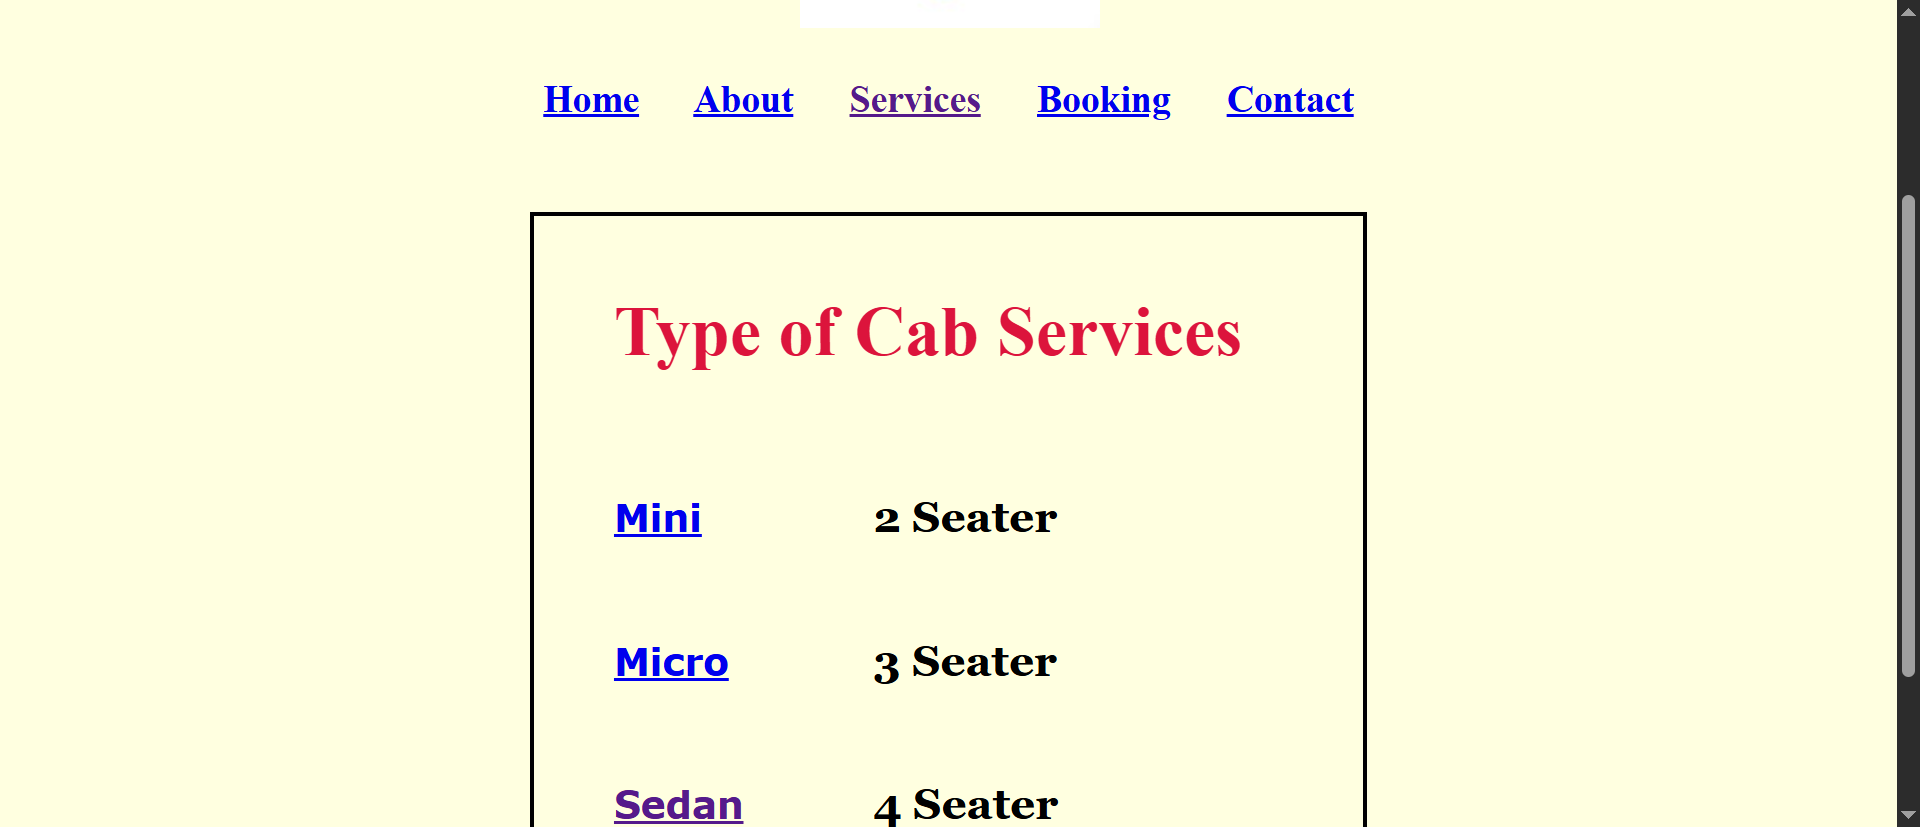 Home About Services Booking Contact
Type of Cab Services
Mini 2 Seater
Micro 3 Seater
Sedan 4 Seater